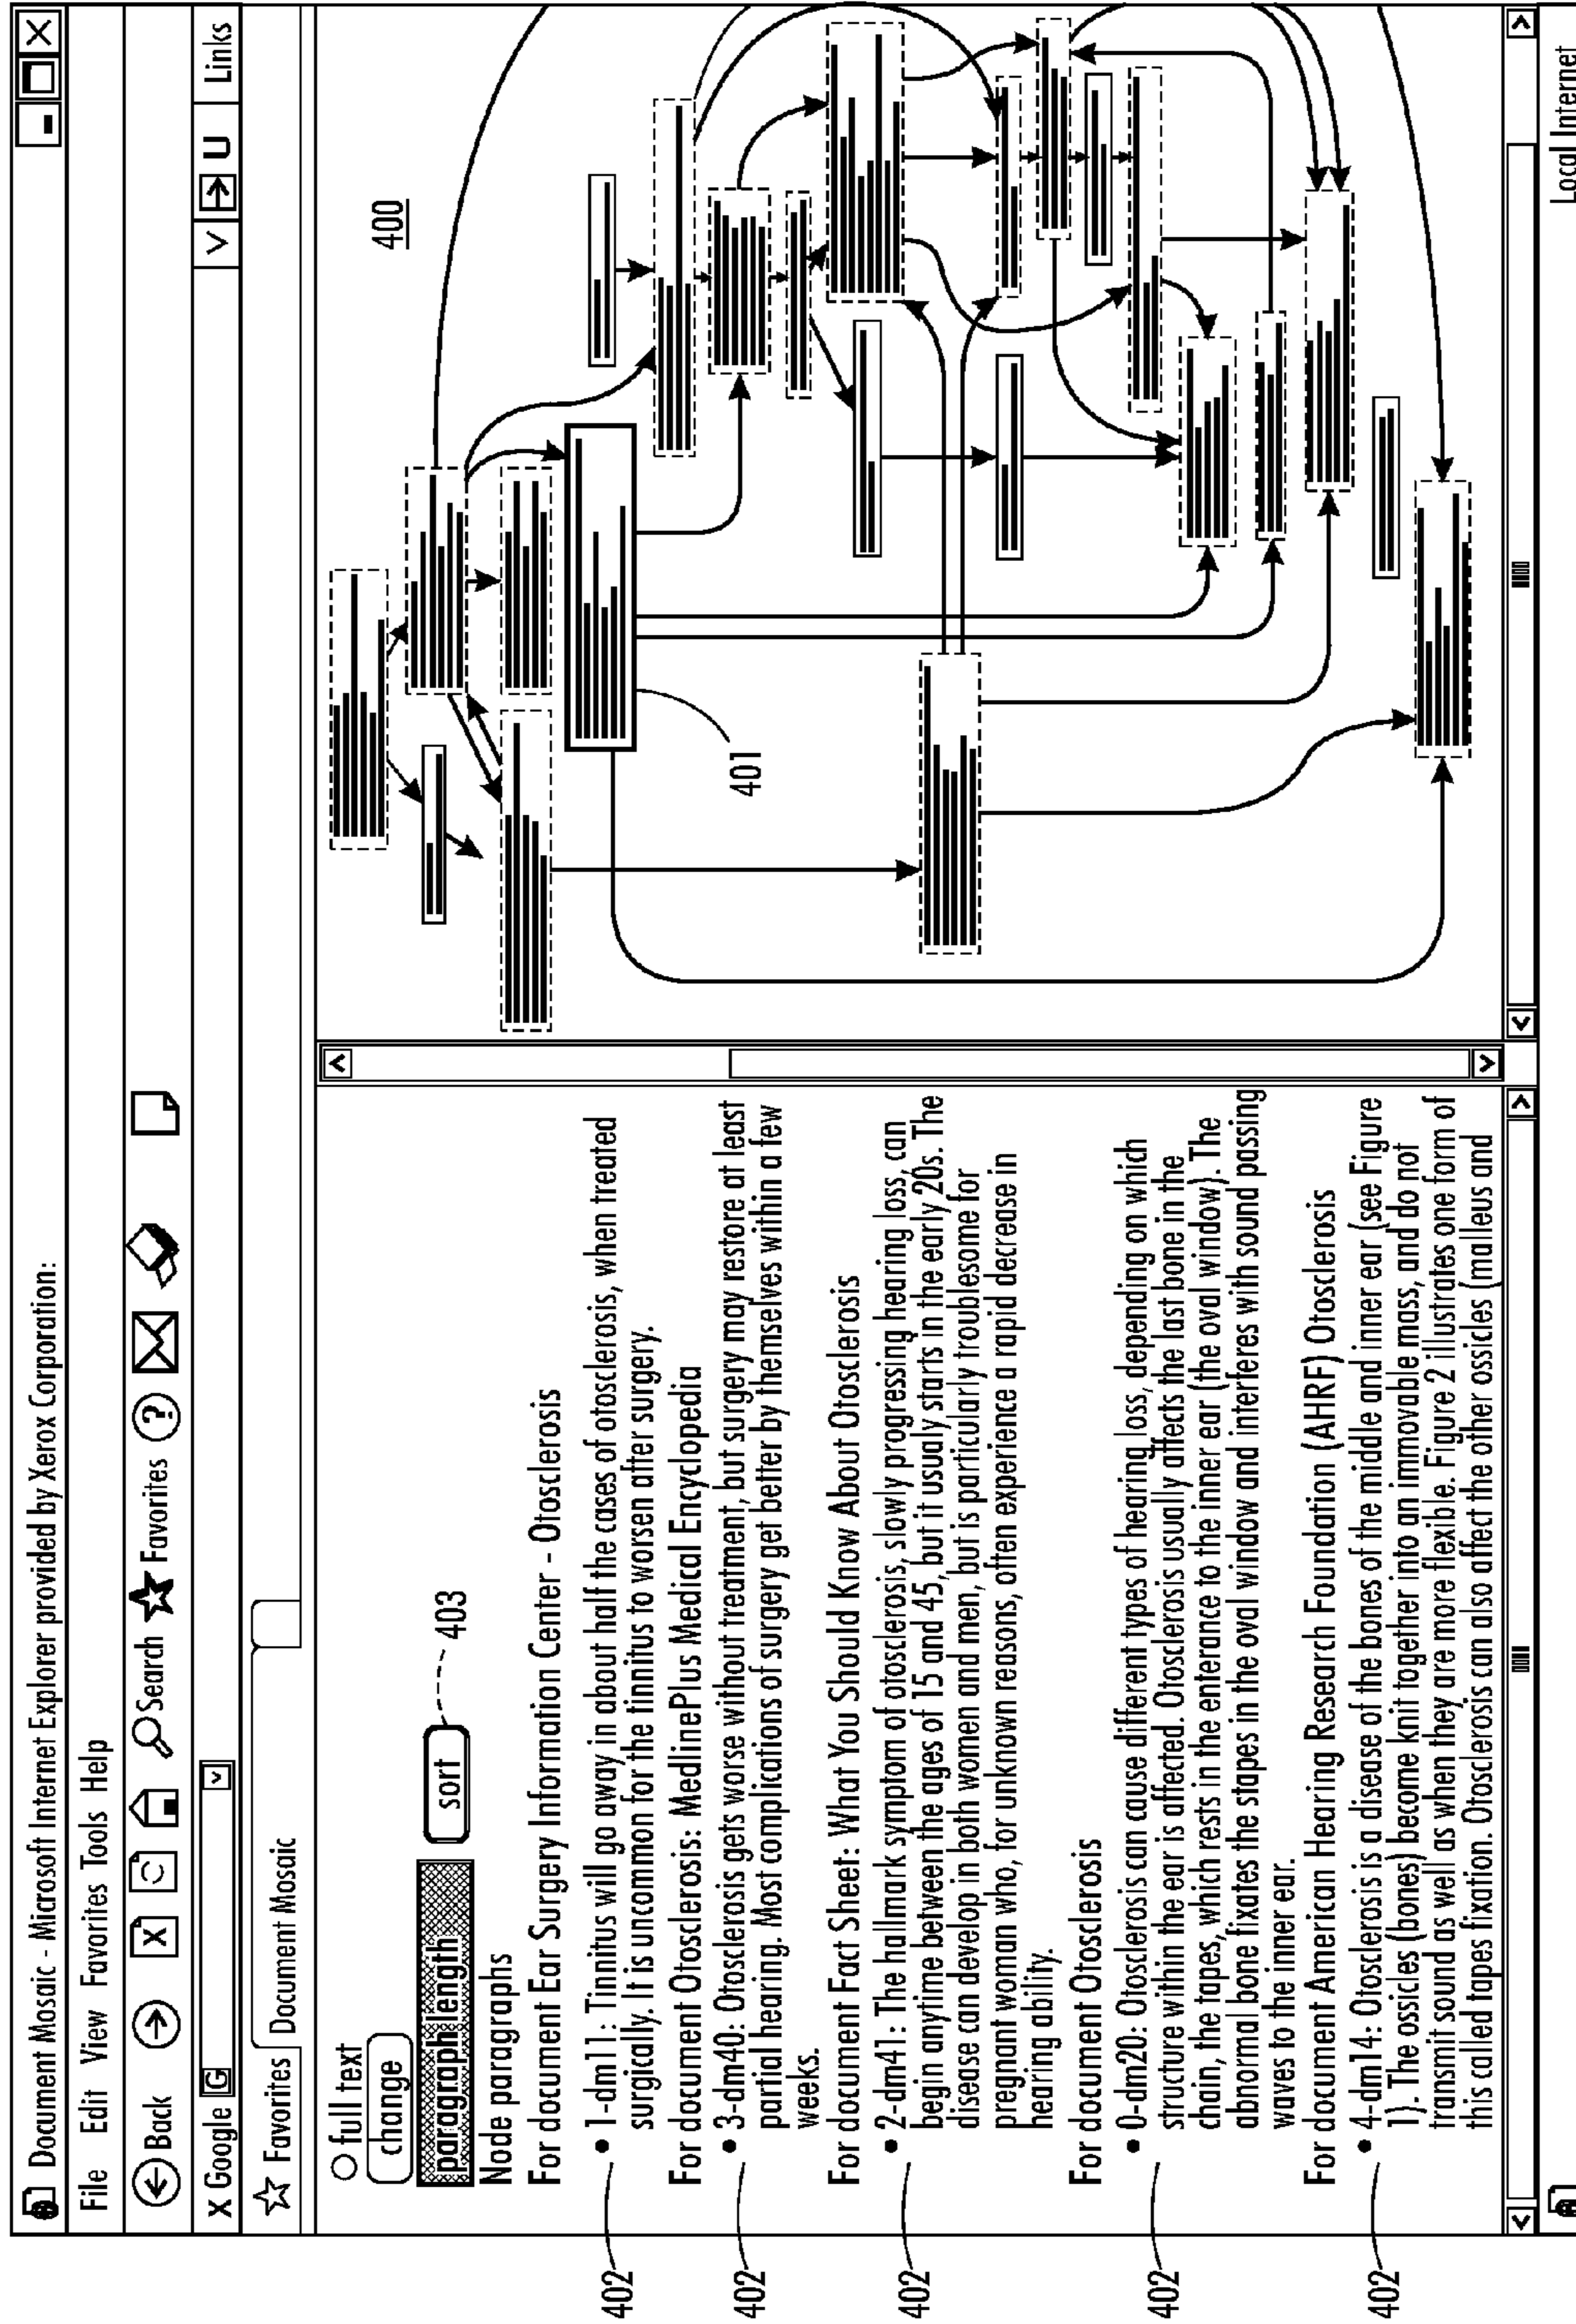 Document Mosaic - Microsoft Internet Explorer provided by Xerox Corporation:
File Edit View Favorites Tools Help
Back X Search Favorites ?
X Google G
Links
Favorites Document Mosaic
full text
change
paragraph length sort 403
Node paragraphs
For document Ear Surgery Information Center - Otosclerosis
402 • 1-dm11: Tinnitus will go away in about half the cases of otosclerosis, when treated
surgically. It is uncommon for the tinnitus to worsen after surgery.
For document Otosclerosis: MedlinePlus Medical Encyclopedia
402 • 3-dm40: Otosclerosis gets worse without treatment, but surgery may restore at least
partial hearing. Most complications of surgery get better by themselves within a few
weeks.
For document Fact Sheet: What You Should Know About Otosclerosis
402 • 2-dm41: The hallmark symptom of otosclerosis, slowly progressing hearing loss, can
begin anytime between the ages of 15 and 45, but it usualy starts in the early 20s. The
disease can develop in both women and men, but is particularly troublesome for
pregnant woman who, for unknown reasons, often experience a rapid decrease in
hearing ability.
For document Otosclerosis
402 • 0-dm20: Otosclerosis can cause different types of hearing loss, depending on which
structure within the ear is affected. Otosclerosis usually affects the last bone in the
chain, the tapes, which rests in the enterance to the inner ear (the oval window). The
abnormal bone fixates the stapes in the oval window and interferes with sound passing
waves to the inner ear.
For document American Hearing Research Foundation (AHRF) Otosclerosis
402 • 4-dm14: Otosclerosis is a disease of the bones of the middle and inner ear (see Figure
1). The ossicles (bones) become knit together into an immovable mass, and do not
transmit sound as well as when they are more flexible. Figure 2 illustrates one form of
this called tapes fixation. Otosclerosis can also affect the other ossicles (malleus and
400
401
Local Internet